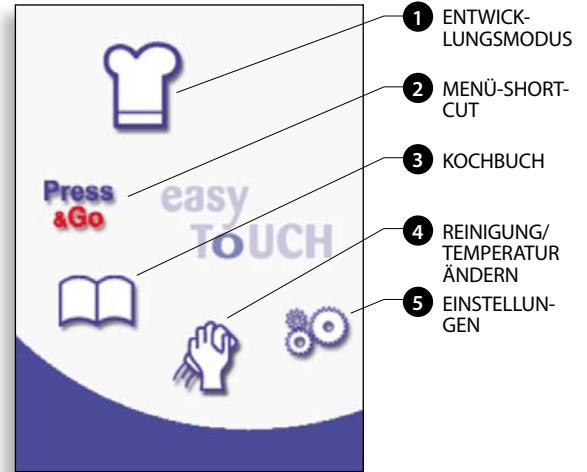 1 ENTWICK-
LUNGSMODUS
2 MENÜ-SHORT-
CUT
3 KOCHBUCH
4 REINIGUNG/
TEMPERATUR
ÄNDERN
5 EINSTELLUN-
GEN
Press
&Go
easy
ToUCH